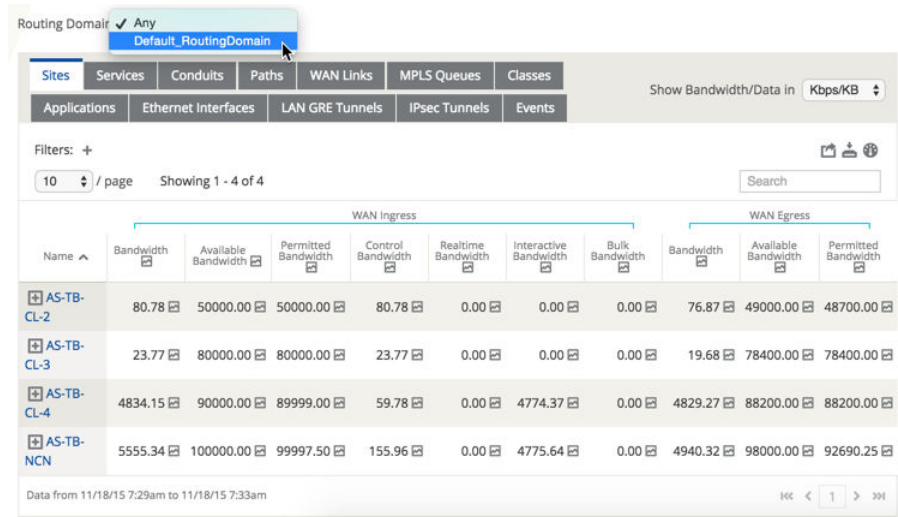 Routing Domain ✓ Any
Default_RoutingDomain
Sites Services Conduits Paths WAN Links MPLS Queues Classes
Show Bandwidth/Data in Kbps/KB
Applications Ethernet Interfaces LAN GRE Tunnels IPsec Tunnels Events
Filters: +
10 / page Showing 1 - 4 of 4 Search
WAN Ingress WAN Egress
Name Bandwidth Available Bandwidth Permitted Bandwidth Control Bandwidth Realtime Bandwidth Interactive Bandwidth Bulk Bandwidth Bandwidth Available Bandwidth Permitted Bandwidth
AS-TB-
CL-2 80.78 50000.00 50000.00 80.78 0.00 0.00 0.00 76.87 49000.00 48700.00
AS-TB-
CL-3 23.77 80000.00 80000.00 23.77 0.00 0.00 0.00 19.68 78400.00 78400.00
AS-TB-
CL-4 4834.15 90000.00 89999.00 59.78 0.00 4774.37 0.00 4829.27 88200.00 88200.00
AS-TB-
NCN 5555.34 100000.00 99997.50 155.96 0.00 4775.64 0.00 4940.32 98000.00 92690.25
Data from 11/18/15 7:29am to 11/18/15 7:33am 1